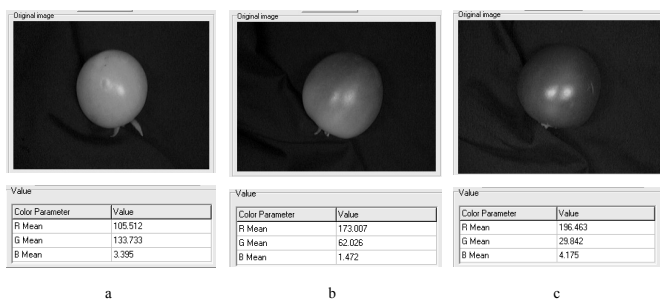 Original image
Original image
Original image
Value
Color Parameter Value
R Mean 105.512
G Mean 133.733
B Mean 3.395
Value
Color Parameter Value
R Mean 173.007
G Mean 62.026
B Mean 1.472
Value
Color Parameter Value
R Mean 196.463
G Mean 29.842
B Mean 4.175
a
b
c